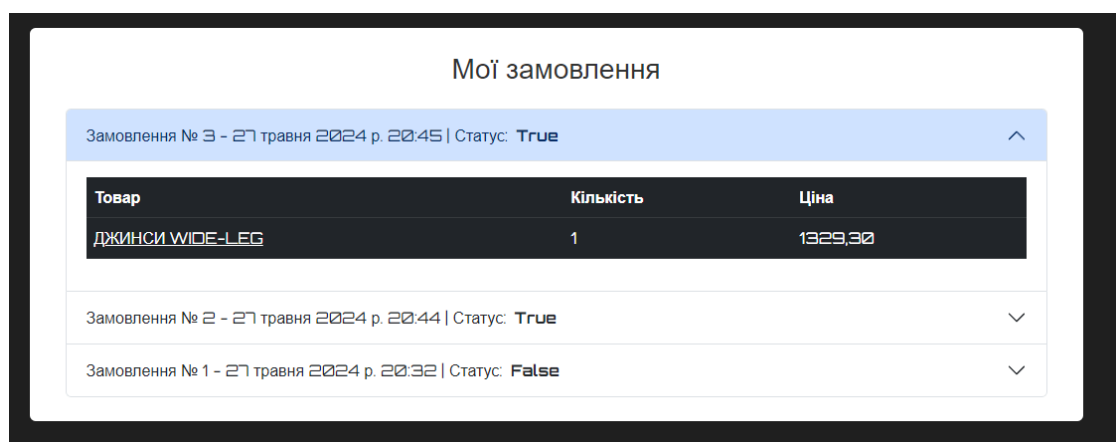 Мої замовлення
Замовлення № 3 - 27 травня 2024 р. 20:45 | Статус: True
Товар Кількість Ціна
ДЖИНСИ WIDE-LEG 1 1329,30
Замовлення № 2 - 27 травня 2024 р. 20:44 | Статус: True
Замовлення № 1 - 27 травня 2024 р. 20:32 | Статус: False